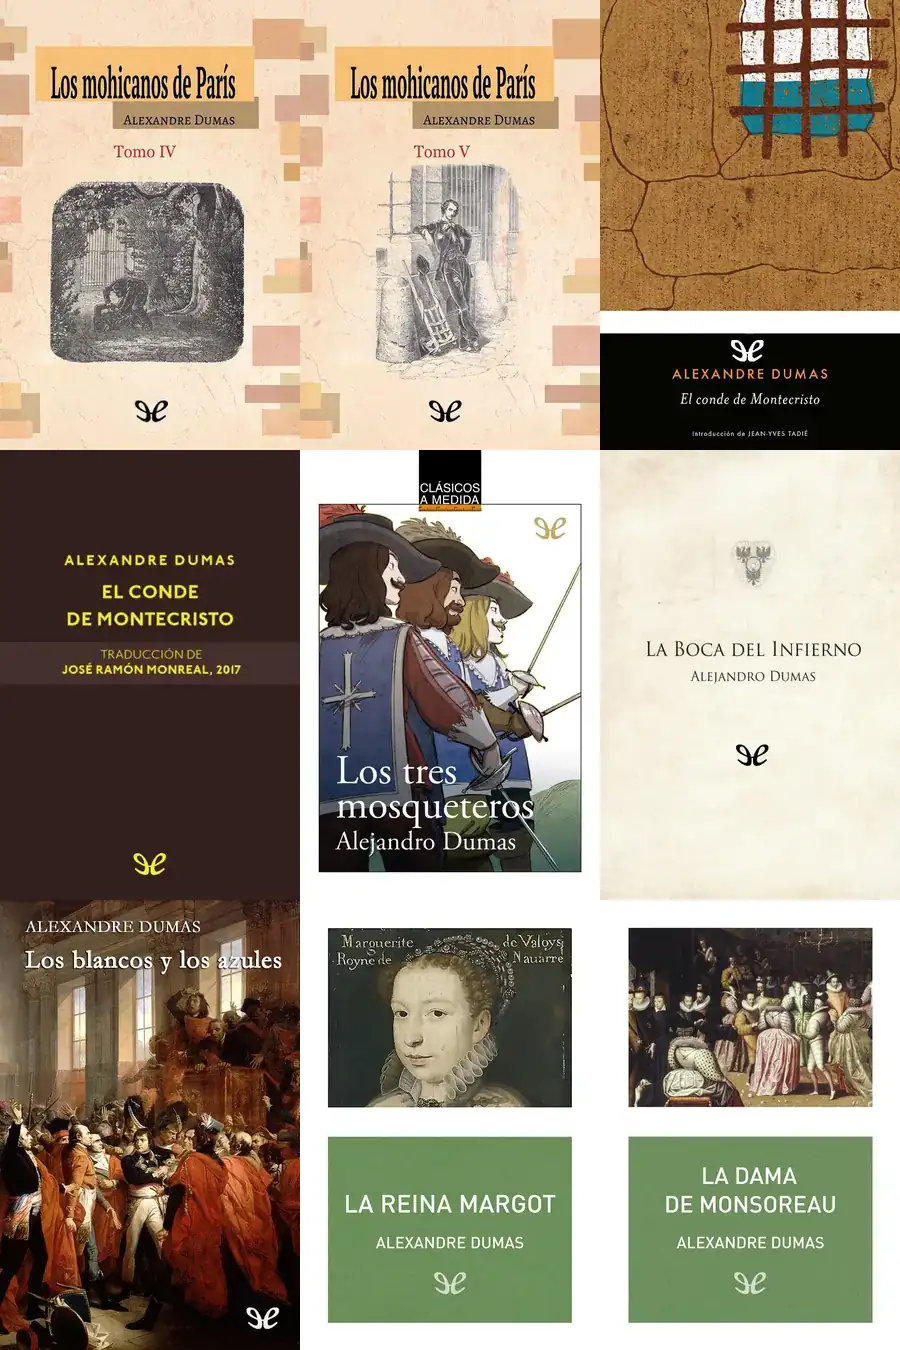 Los mohicanos de París
ALEXANDRE DUMAS
Tomo IV
Los mohicanos de París
ALEXANDRE DUMAS
Tomo V
ALEXANDRE DUMAS
El conde de Montecristo
Introducción de JEAN-YVES TADIÉ
ALEXANDRE DUMAS
EL CONDE
DE MONTECRISTO
TRADUCCIÓN DE
JOSÉ RAMÓN MONREAL, 2017
CLÁSICOS
A MEDIDA
Los tres
mosqueteros
Alejandro Dumas
LA BOCA DEL INFIERNO
ALEJANDRO DUMAS
ALEXANDRE DUMAS
Los blancos y los azules
Marguerite de Valoys
Royne de Nauarre
LA REINA MARGOT
ALEXANDRE DUMAS
LA DAMA
DE MONSOREAU
ALEXANDRE DUMAS